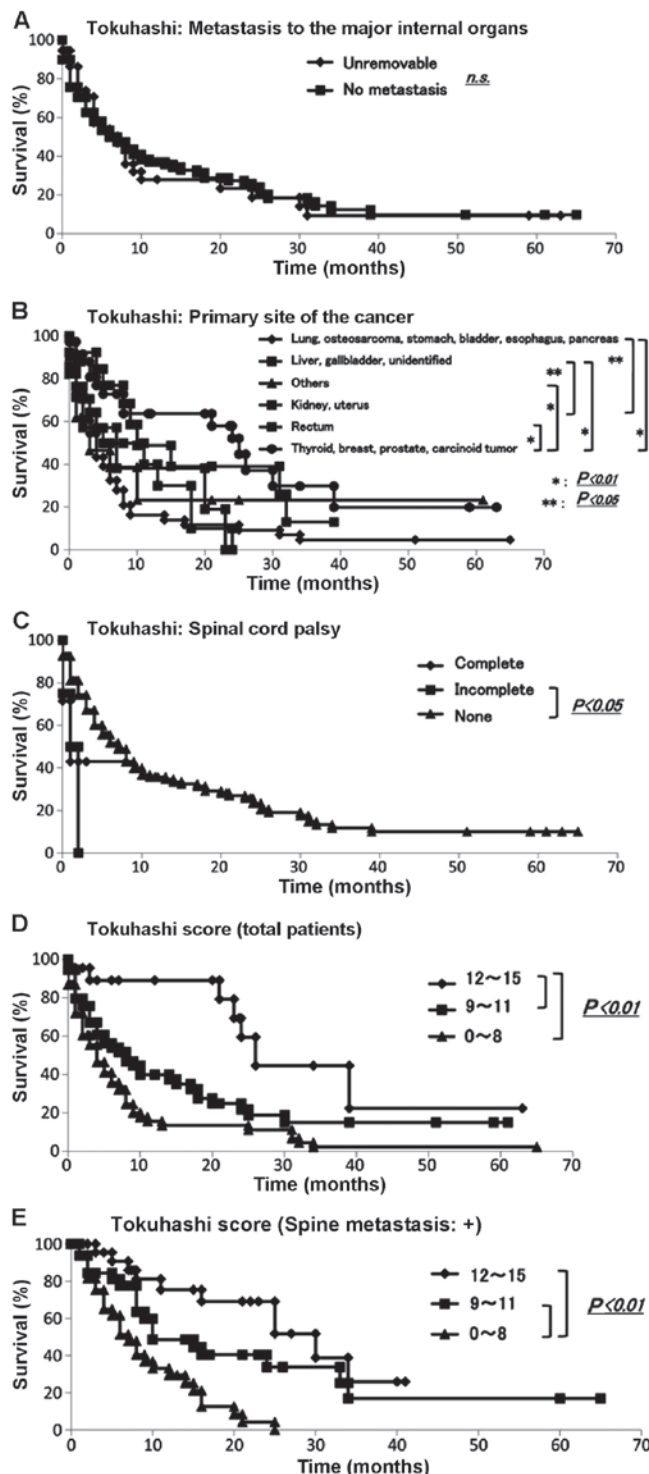 A Tokuhashi: Metastasis to the major internal organs
100
80
60
40
20
0
Survival (%)
Unremovable
No metastasis
n.s.
0 10 20 30 40 50 60 70
Time (months)
B Tokuhashi: Primary site of the cancer
100
80
60
40
20
0
Survival (%)
Lung, osteosarcoma, stomach, bladder, esophagus, pancreas
Liver, gallbladder, unidentified
Others
Kidney, uterus
Rectum
Thyroid, breast, prostate, carcinoid tumor
*
*
**
*
**
*
* : P<0.01
** : P<0.05
0 10 20 30 40 50 60 70
Time (months)
C Tokuhashi: Spinal cord palsy
100
80
60
40
20
0
Survival (%)
Complete
Incomplete
None
P<0.05
0 10 20 30 40 50 60 70
Time (months)
D Tokuhashi score (total patients)
100
80
60
40
20
0
Survival (%)
12～15
9～11
0～8
P<0.01
0 10 20 30 40 50 60 70
Time (months)
E Tokuhashi score (Spine metastasis: +)
100
80
60
40
20
0
Survival (%)
12～15
9～11
0～8
P<0.01
0 10 20 30 40 50 60 70
Time (months)